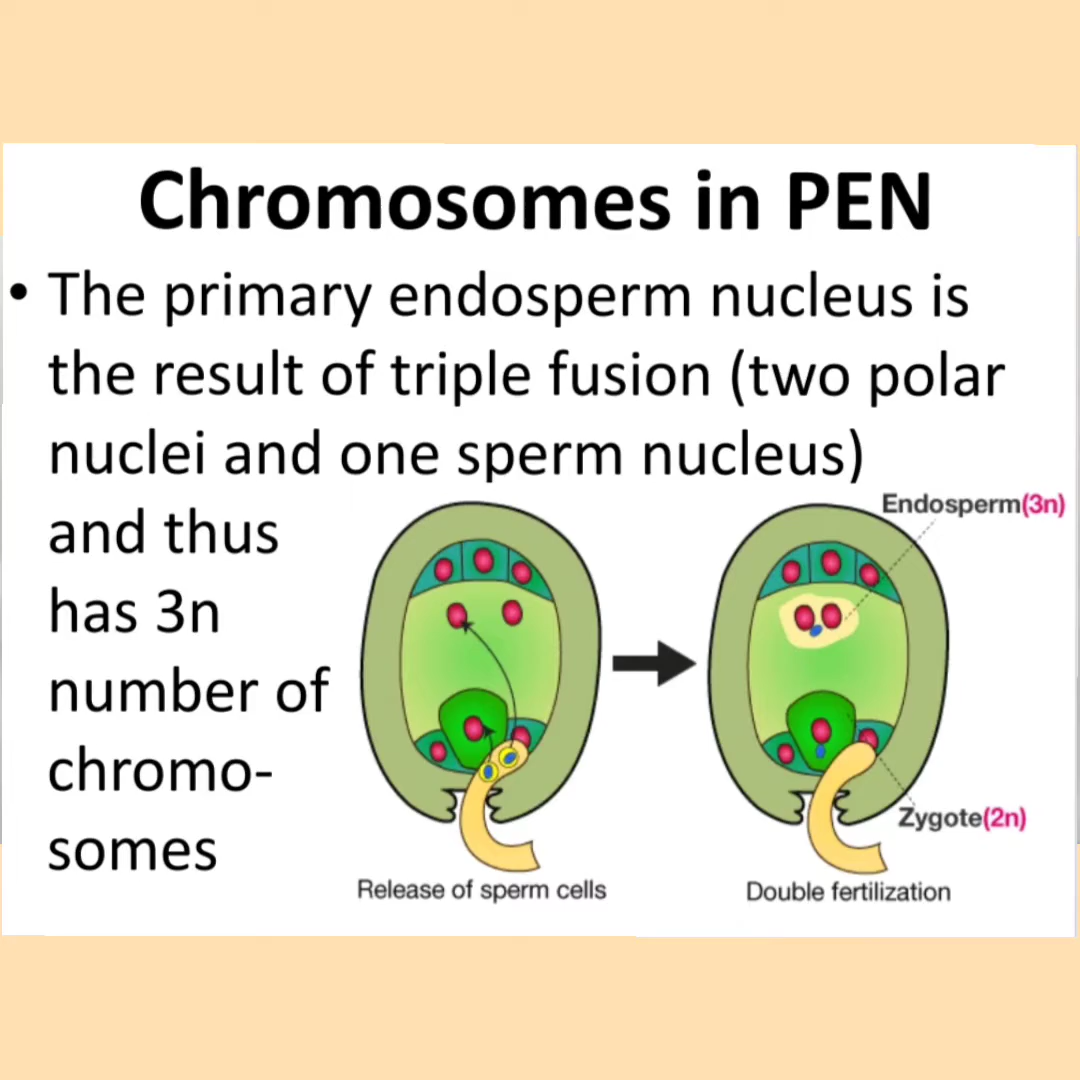 Chromosomes in PEN
• The primary endosperm nucleus is
the result of triple fusion (two polar
nuclei and one sperm nucleus)
and thus
has 3n
number of
chromo-
somes
Endosperm(3n)
Zygote(2n)
Release of sperm cells
Double fertilization